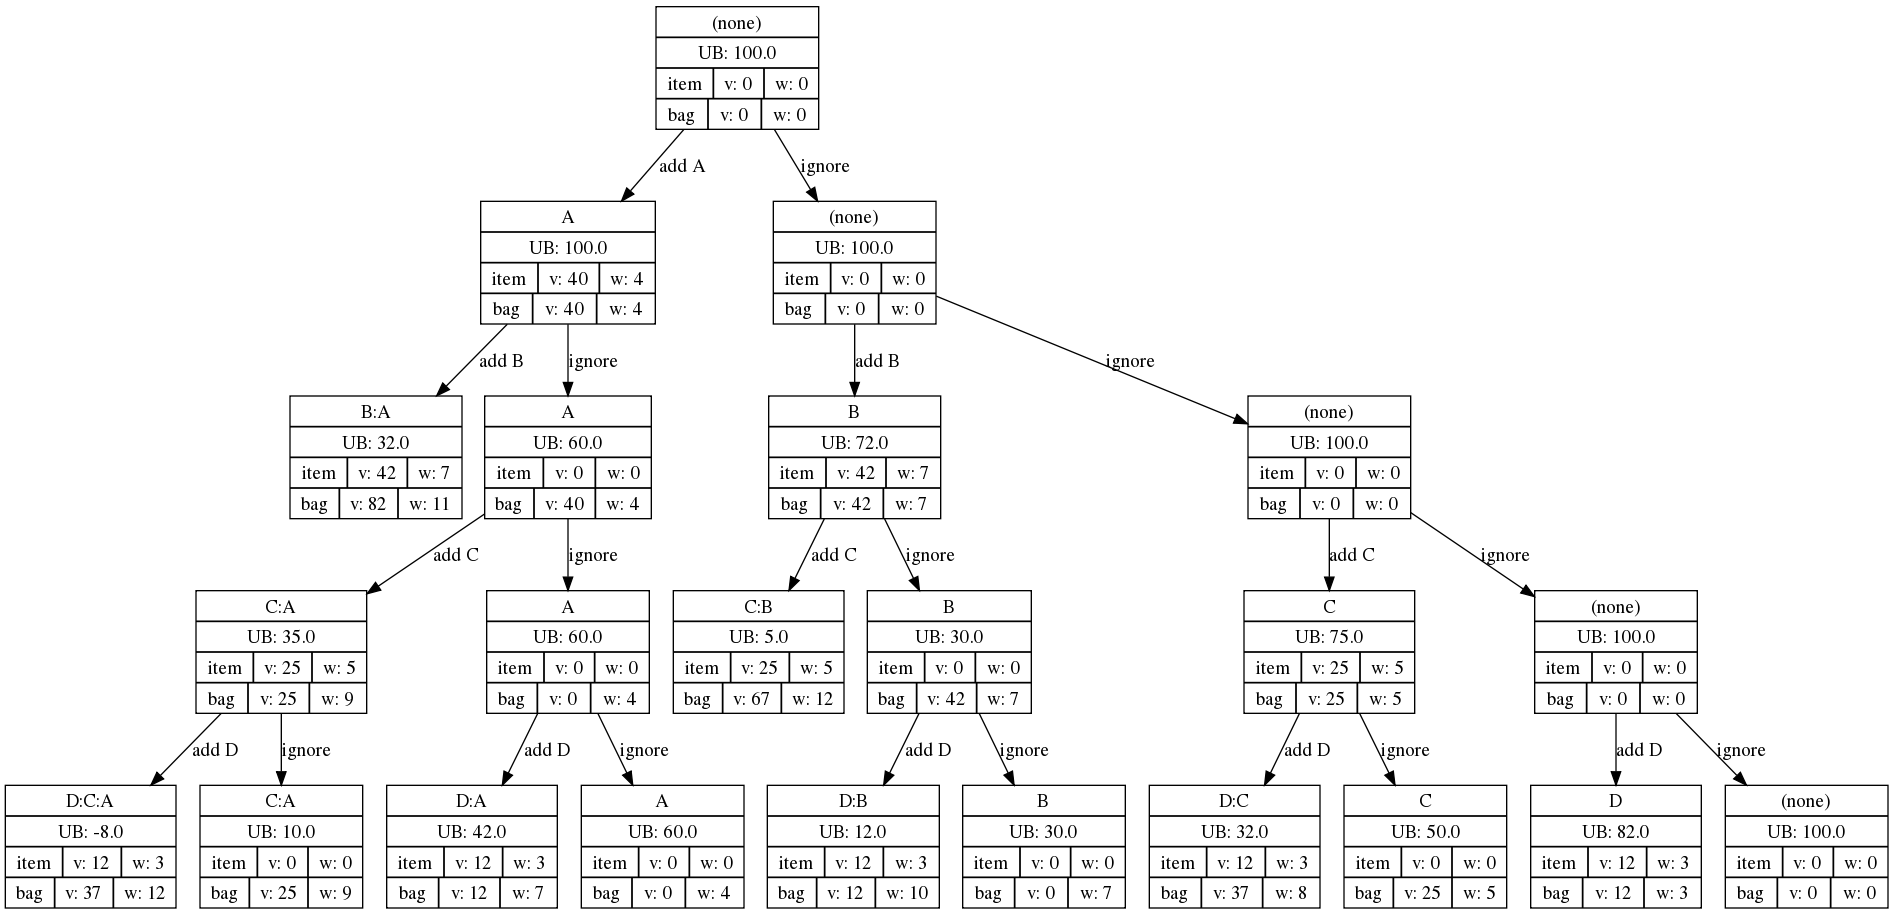 (none)
UB: 100.0
item v: 0 w: 0
bag v: 0 w: 0
add A ignore
A
UB: 100.0
item v: 40 w: 4
bag v: 40 w: 4
(none)
UB: 100.0
item v: 0 w: 0
bag v: 0 w: 0
add B ignore add B ignore
B:A
UB: 32.0
item v: 42 w: 7
bag v: 82 w: 11
A
UB: 60.0
item v: 0 w: 0
bag v: 40 w: 4
B
UB: 72.0
item v: 42 w: 7
bag v: 42 w: 7
(none)
UB: 100.0
item v: 0 w: 0
bag v: 0 w: 0
add C ignore add C ignore add C ignore
C:A
UB: 35.0
item v: 25 w: 5
bag v: 25 w: 9
A
UB: 60.0
item v: 0 w: 0
bag v: 0 w: 4
C:B
UB: 5.0
item v: 25 w: 5
bag v: 67 w: 12
B
UB: 30.0
item v: 0 w: 0
bag v: 42 w: 7
C
UB: 75.0
item v: 25 w: 5
bag v: 25 w: 5
(none)
UB: 100.0
item v: 0 w: 0
bag v: 0 w: 0
add D ignore add D ignore add D ignore add D ignore add D ignore
D:C:A
UB: -8.0
item v: 12 w: 3
bag v: 37 w: 12
C:A
UB: 10.0
item v: 0 w: 0
bag v: 25 w: 9
D:A
UB: 42.0
item v: 12 w: 3
bag v: 12 w: 7
A
UB: 60.0
item v: 0 w: 0
bag v: 0 w: 4
D:B
UB: 12.0
item v: 12 w: 3
bag v: 12 w: 10
B
UB: 30.0
item v: 0 w: 0
bag v: 0 w: 7
D:C
UB: 32.0
item v: 12 w: 3
bag v: 37 w: 8
C
UB: 50.0
item v: 0 w: 0
bag v: 25 w: 5
D
UB: 82.0
item v: 12 w: 3
bag v: 12 w: 3
(none)
UB: 100.0
item v: 0 w: 0
bag v: 0 w: 0